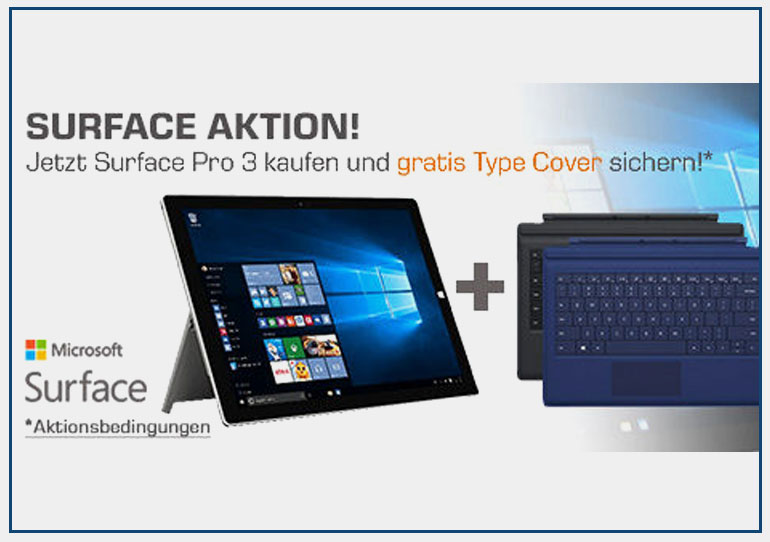 SURFACE AKTION!
Jetzt Surface Pro 3 kaufen und gratis Type Cover sichern!*
Microsoft
Surface
*Aktionsbedingungen